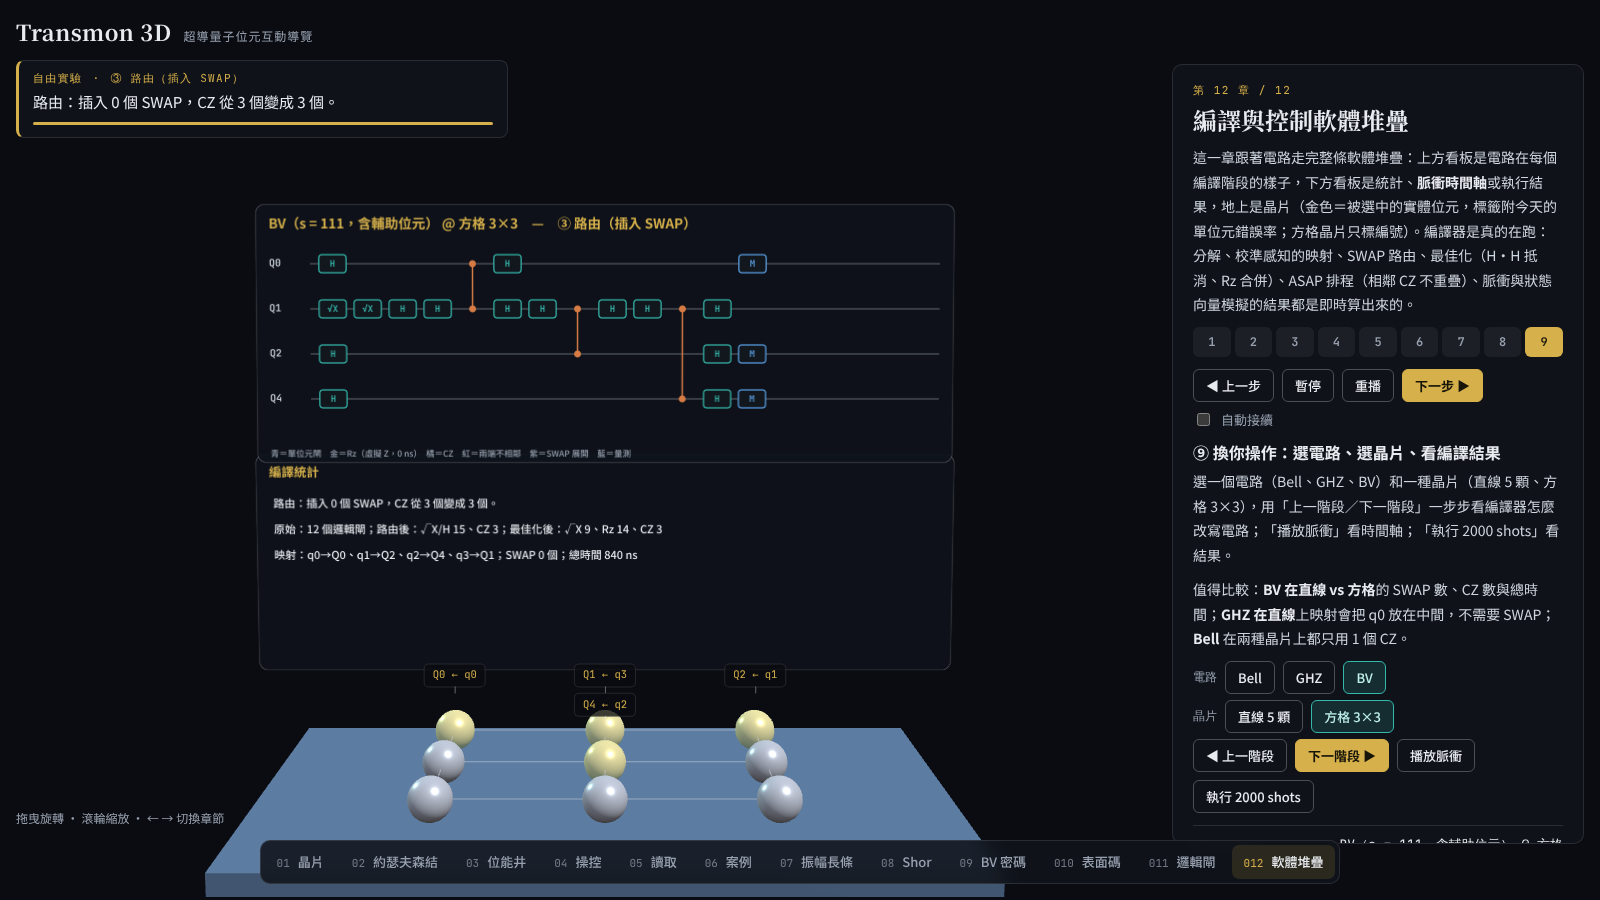 Transmon 3D 超導量子位元互動導覽
自由實驗 · ③ 路由（插入 SWAP）
路由：插入 0 個 SWAP，CZ 從 3 個變成 3 個。
BV（s = 111，含輔助位元） @ 方格 3×3 — ③ 路由（插入 SWAP）
Q0 H H M
Q1 √X √X H H H H H H H
Q2 H H M
Q4 H H M
青＝單位元閘 金＝Rz（虛擬 Z，0 ns） 橘＝CZ 紅＝兩端不相鄰 紫＝SWAP 展開 藍＝量測
編譯統計
路由：插入 0 個 SWAP，CZ 從 3 個變成 3 個。
原始：12 個邏輯閘；路由後：√X/H 15、CZ 3；最佳化後：√X 9、Rz 14、CZ 3
映射：q0→Q0、q1→Q2、q2→Q4、q3→Q1；SWAP 0 個；總時間 840 ns
Q0 ← q0
Q1 ← q3
Q2 ← q1
Q4 ← q2
拖曳旋轉 · 滾輪縮放 · ←→ 切換章節
第 12 章 / 12
編譯與控制軟體堆疊
這一章跟著電路走完整條軟體堆疊：上方看板是電路在每個
編譯階段的樣子，下方看板是統計、脈衝時間軸或執行結
果，地上是晶片（金色＝被選中的實體位元，標籤附今天的
單位元錯誤率；方格晶片只標編號）。編譯器是真的在跑：
分解、校準感知的映射、SWAP 路由、最佳化（H·H 抵
消、Rz 合併）、ASAP 排程（相鄰 CZ 不重疊）、脈衝與狀態
向量模擬的結果都是即時算出來的。
1 2 3 4 5 6 7 8 9
◀ 上一步 暫停 重播 下一步 ▶
自動接續
⑨ 換你操作：選電路、選晶片、看編譯結果
選一個電路（Bell、GHZ、BV）和一種晶片（直線 5 顆、方
格 3×3），用「上一階段／下一階段」一步步看編譯器怎麼
改寫電路；「播放脈衝」看時間軸；「執行 2000 shots」看
結果。
值得比較：BV 在直線 vs 方格的 SWAP 數、CZ 數與總時
間；GHZ 在直線上映射會把 q0 放在中間，不需要 SWAP；
Bell 在兩種晶片上都只用 1 個 CZ。
電路 Bell GHZ BV
晶片 直線 5 顆 方格 3×3
◀ 上一階段 下一階段 ▶ 播放脈衝
執行 2000 shots
01 晶片 02 約瑟夫森結 03 位能井 04 操控 05 讀取 06 案例 07 振幅長條 08 Shor 09 BV 密碼 010 表面碼 011 邏輯閘 012 軟體堆疊